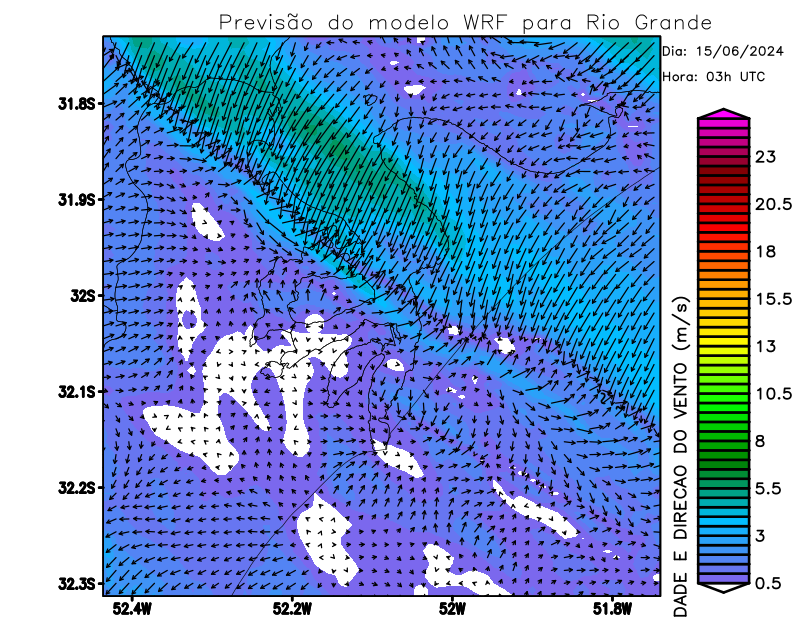 Previsão do modelo WRF para Rio Grande
Dia: 15/06/2024
Hora: 03h UTC
31.8S
31.9S
32S
32.1S
32.2S
32.3S
52.4W
52.2W
52W
51.8W
23
20.5
18
15.5
13
10.5
8
5.5
3
0.5
DADE E DIRECAO DO VENTO (m/s)